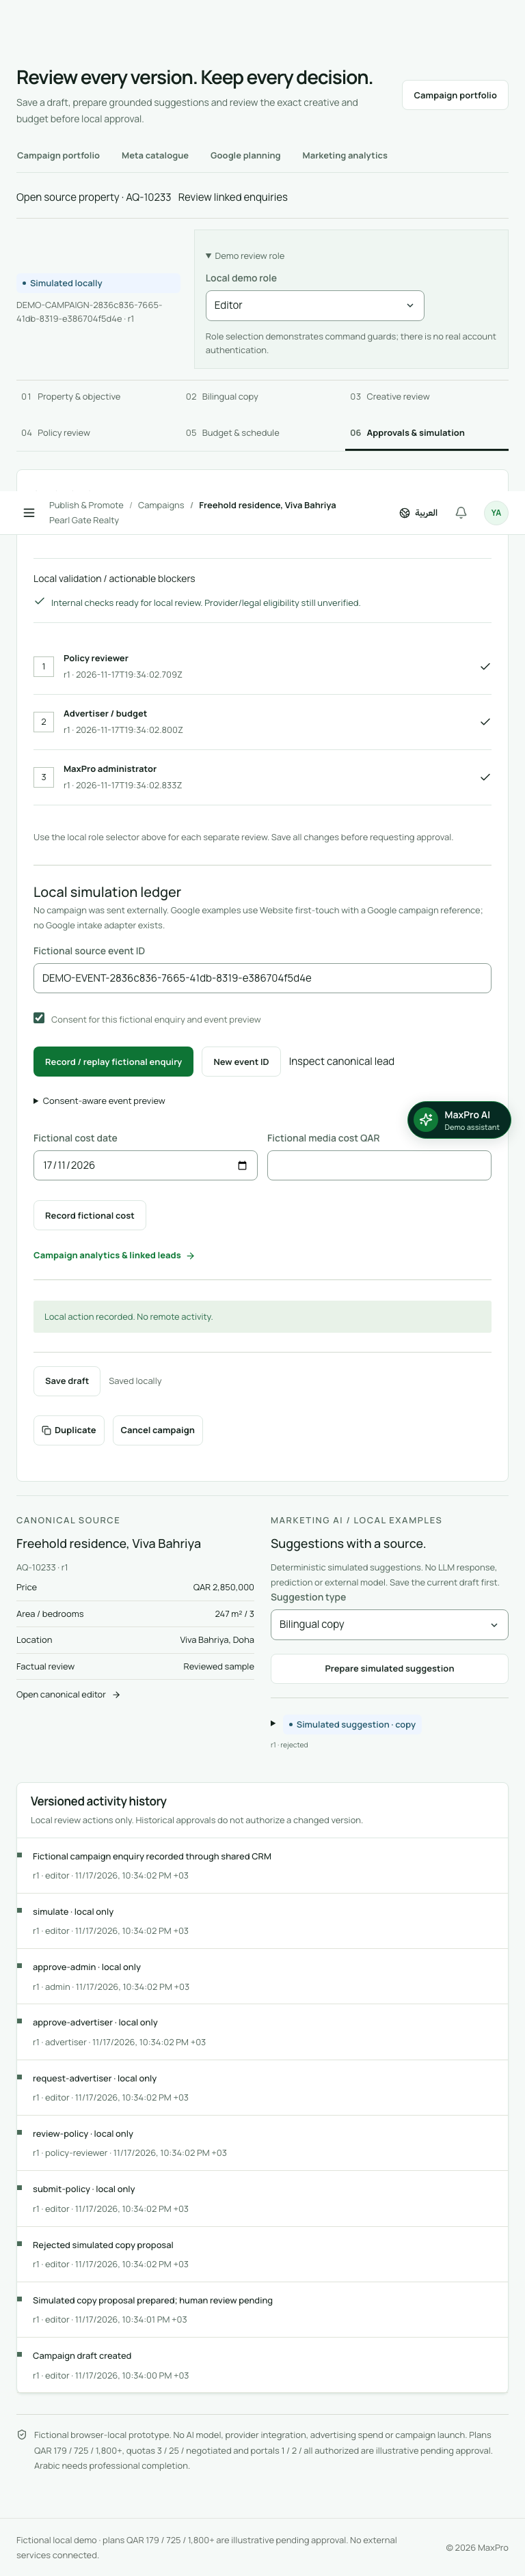 Review every version. Keep every decision.
Save a draft, prepare grounded suggestions and review the exact creative and
budget before local approval.
Campaign portfolio
Campaign portfolio
Meta catalogue
Google planning
Marketing analytics
Open source property · AQ-10233
Review linked enquiries
Simulated locally
DEMO-CAMPAIGN-2836c836-7665-
41db-8319-e386704f5d4e · r1
▼ Demo review role
Local demo role
Editor
Role selection demonstrates command guards; there is no real account
authentication.
01 Property & objective
02 Bilingual copy
03 Creative review
04 Policy review
05 Budget & schedule
06 Approvals & simulation
Publish & Promote / Campaigns / Freehold residence, Viva Bahriya
Pearl Gate Realty
العربية
YA
Local validation / actionable blockers
Internal checks ready for local review. Provider/legal eligibility still unverified.
1
Policy reviewer
r1 · 2026-11-17T19:34:02.709Z
2
Advertiser / budget
r1 · 2026-11-17T19:34:02.800Z
3
MaxPro administrator
r1 · 2026-11-17T19:34:02.833Z
Use the local role selector above for each separate review. Save all changes before requesting approval.
Local simulation ledger
No campaign was sent externally. Google examples use Website first-touch with a Google campaign reference;
no Google intake adapter exists.
Fictional source event ID
DEMO-EVENT-2836c836-7665-41db-8319-e386704f5d4e
Consent for this fictional enquiry and event preview
Record / replay fictional enquiry
New event ID
Inspect canonical lead
Consent-aware event preview
MaxPro AI
Demo assistant
Fictional cost date
Fictional media cost QAR
17/11/2026
Record fictional cost
Campaign analytics & linked leads →
Local action recorded. No remote activity.
Save draft
Saved locally
Duplicate
Cancel campaign
CANONICAL SOURCE
Freehold residence, Viva Bahriya
AQ-10233 · r1
Price QAR 2,850,000
Area / bedrooms 247 m² / 3
Location Viva Bahriya, Doha
Factual review Reviewed sample
Open canonical editor →
MARKETING AI / LOCAL EXAMPLES
Suggestions with a source.
Deterministic simulated suggestions. No LLM response,
prediction or external model. Save the current draft first.
Suggestion type
Bilingual copy
Prepare simulated suggestion
Simulated suggestion · copy
r1 · rejected
Versioned activity history
Local review actions only. Historical approvals do not authorize a changed version.
Fictional campaign enquiry recorded through shared CRM
r1 · editor · 11/17/2026, 10:34:02 PM +03
simulate · local only
r1 · editor · 11/17/2026, 10:34:02 PM +03
approve-admin · local only
r1 · admin · 11/17/2026, 10:34:02 PM +03
approve-advertiser · local only
r1 · advertiser · 11/17/2026, 10:34:02 PM +03
request-advertiser · local only
r1 · editor · 11/17/2026, 10:34:02 PM +03
review-policy · local only
r1 · policy-reviewer · 11/17/2026, 10:34:02 PM +03
submit-policy · local only
r1 · editor · 11/17/2026, 10:34:02 PM +03
Rejected simulated copy proposal
r1 · editor · 11/17/2026, 10:34:02 PM +03
Simulated copy proposal prepared; human review pending
r1 · editor · 11/17/2026, 10:34:01 PM +03
Campaign draft created
r1 · editor · 11/17/2026, 10:34:00 PM +03
Fictional browser-local prototype. No AI model, provider integration, advertising spend or campaign launch. Plans
QAR 179 / 725 / 1,800+, quotas 3 / 25 / negotiated and portals 1 / 2 / all authorized are illustrative pending approval.
Arabic needs professional completion.
Fictional local demo · plans QAR 179 / 725 / 1,800+ are illustrative pending approval. No external
services connected.
© 2026 MaxPro